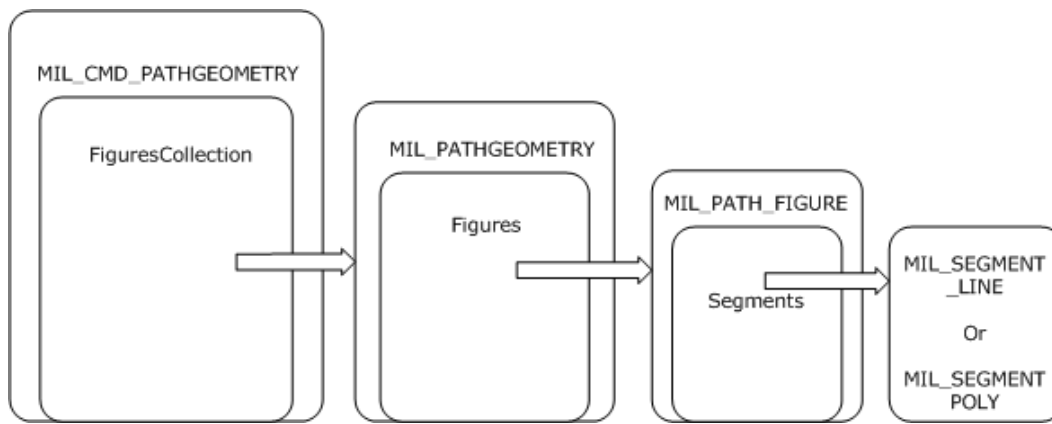 MIL_CMD_PATHGEOMETRY
FiguresCollection
MIL_PATHGEOMETRY
Figures
MIL_PATH_FIGURE
Segments
MIL_SEGMENT
_LINE
Or
MIL_SEGMENT
POLY